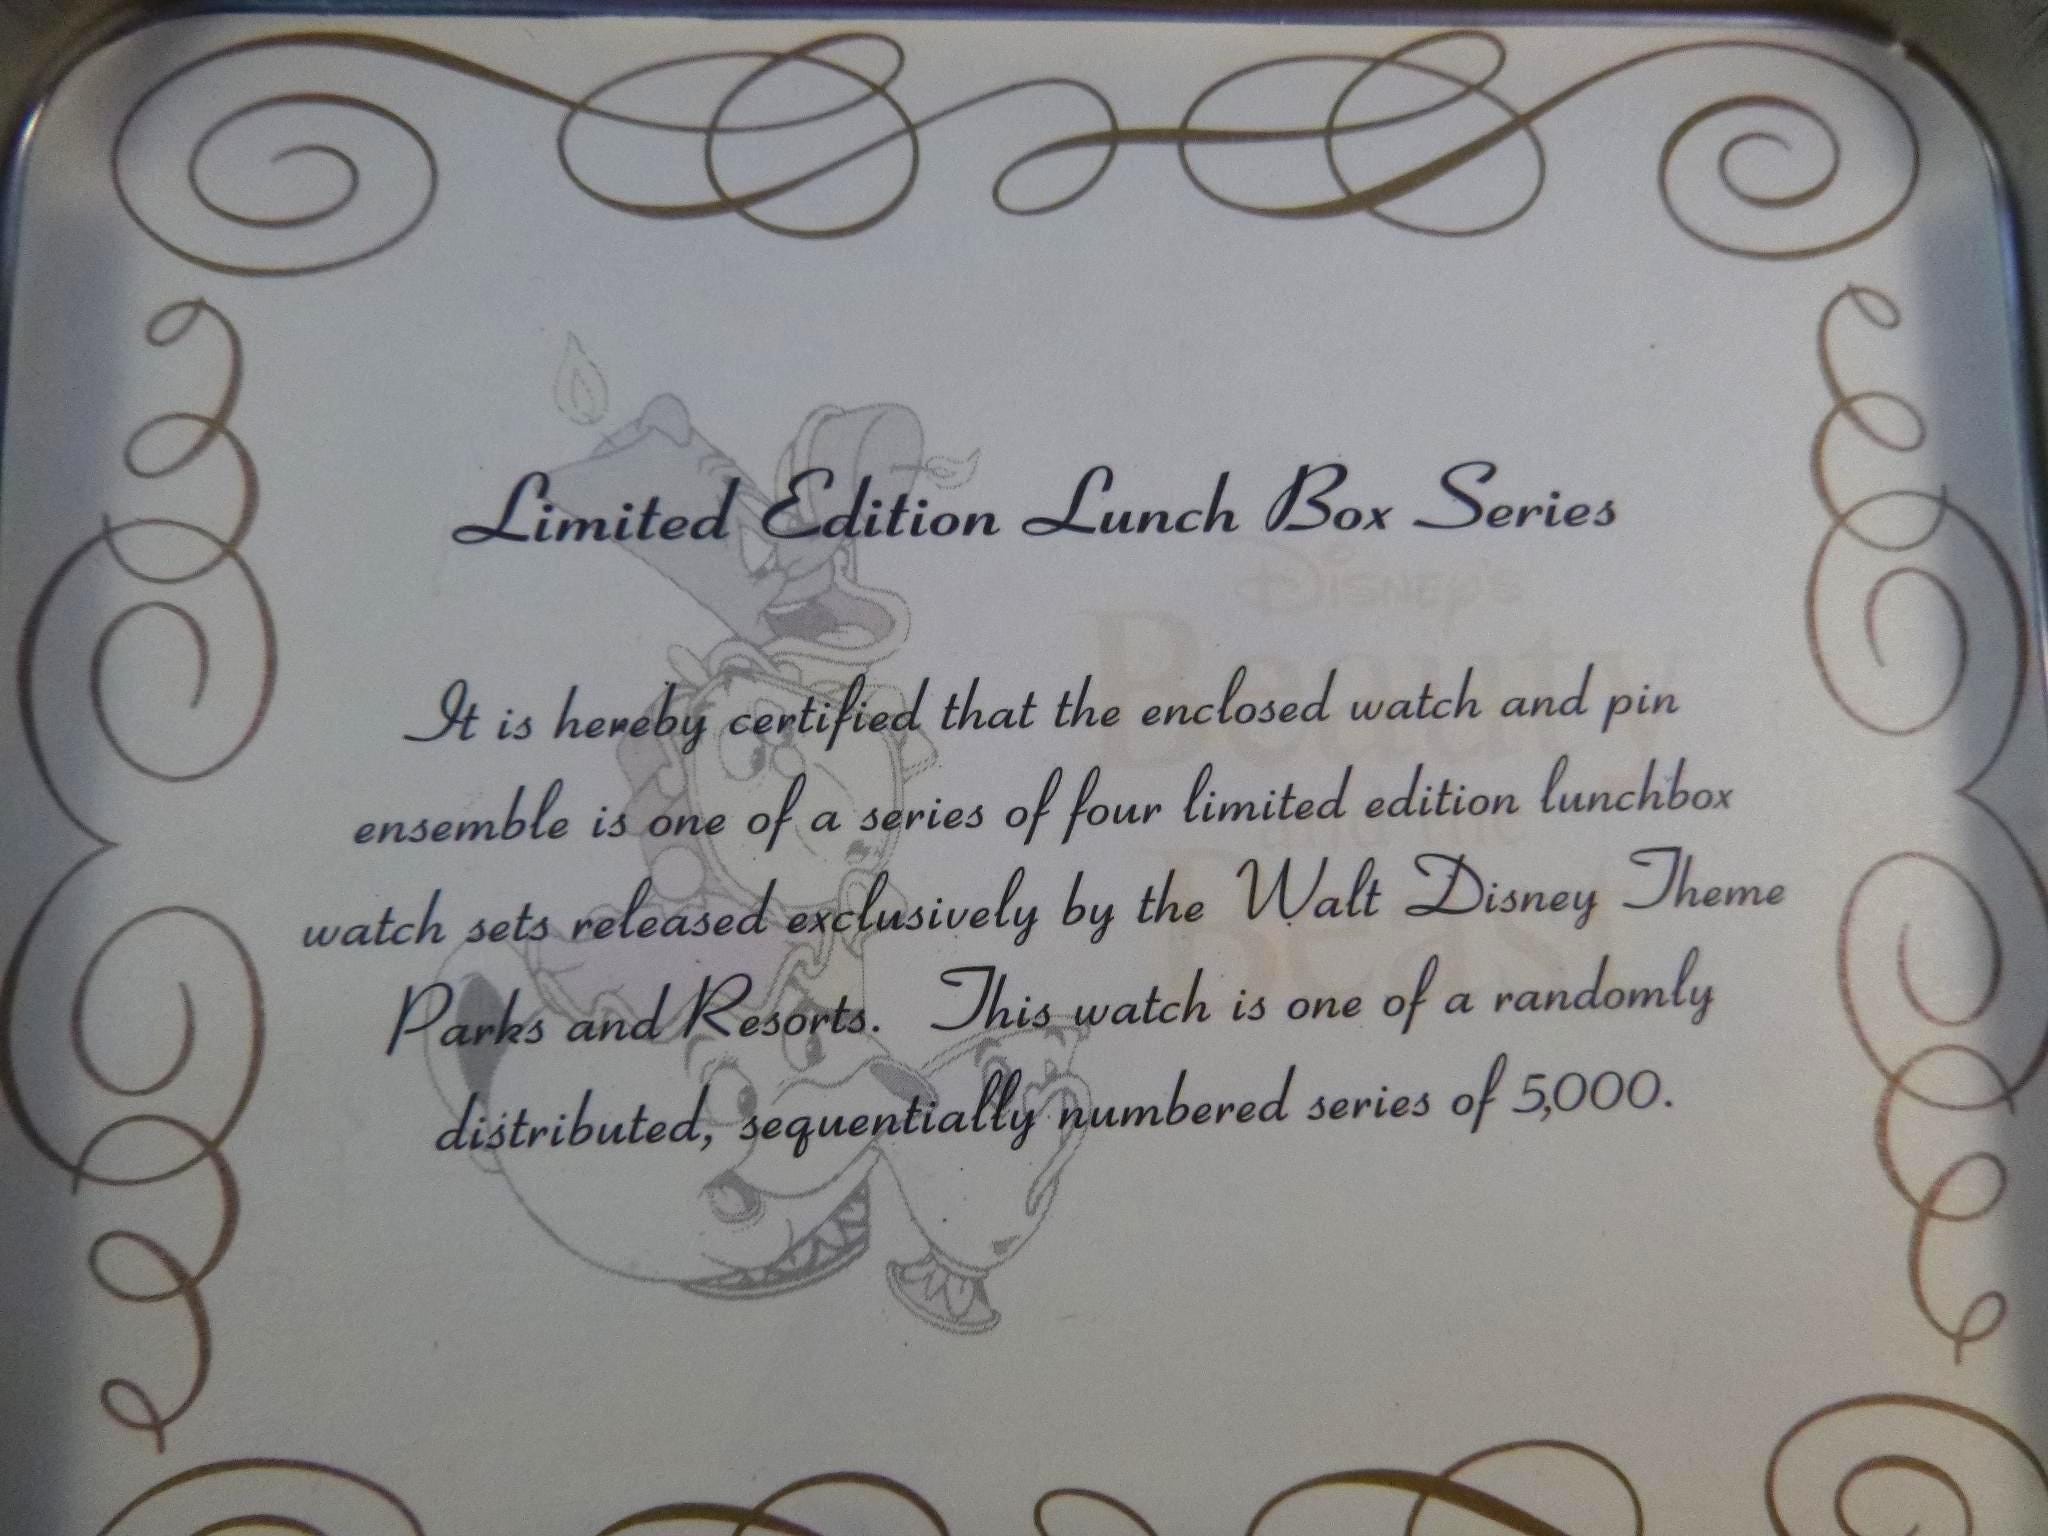 Limited Edition Lunch Box Series
Disney's
Beauty
and the
Beast
It is hereby certified that the enclosed watch and pin
ensemble is one of a series of four limited edition lunchbox
watch sets released exclusively by the Walt Disney Theme
Parks and Resorts. This watch is one of a randomly
distributed, sequentially numbered series of 5,000.